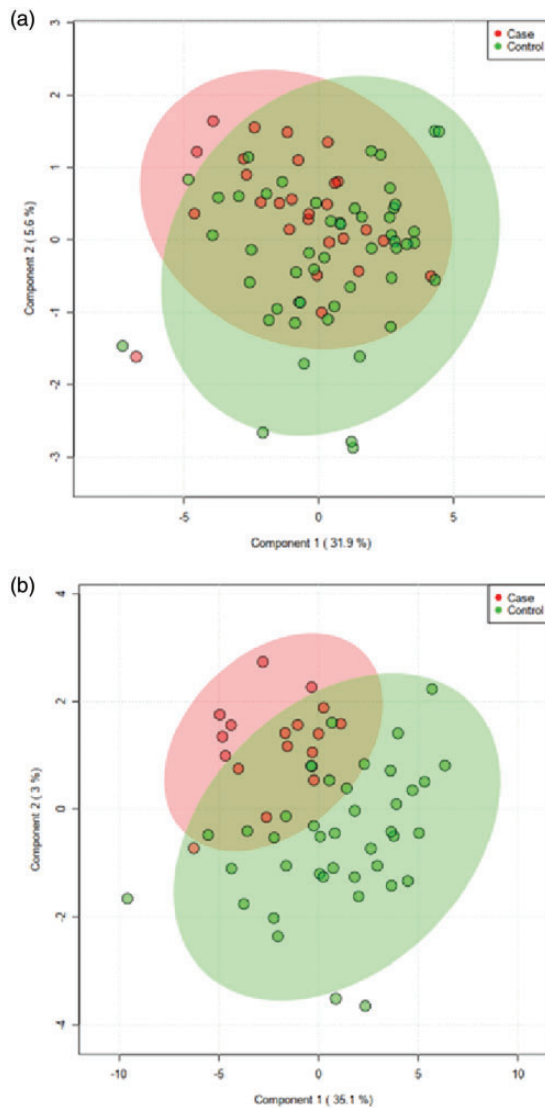 (a)
Case
Control
3
2
1
0
-1
-2
-3
Component 2 ( 5.6 %)
-5 0 5
Component 1 ( 31.9 %)
(b)
Case
Control
4
2
0
-2
-4
Component 2 ( 3 %)
-10 -5 0 5 10
Component 1 ( 35.1 %)